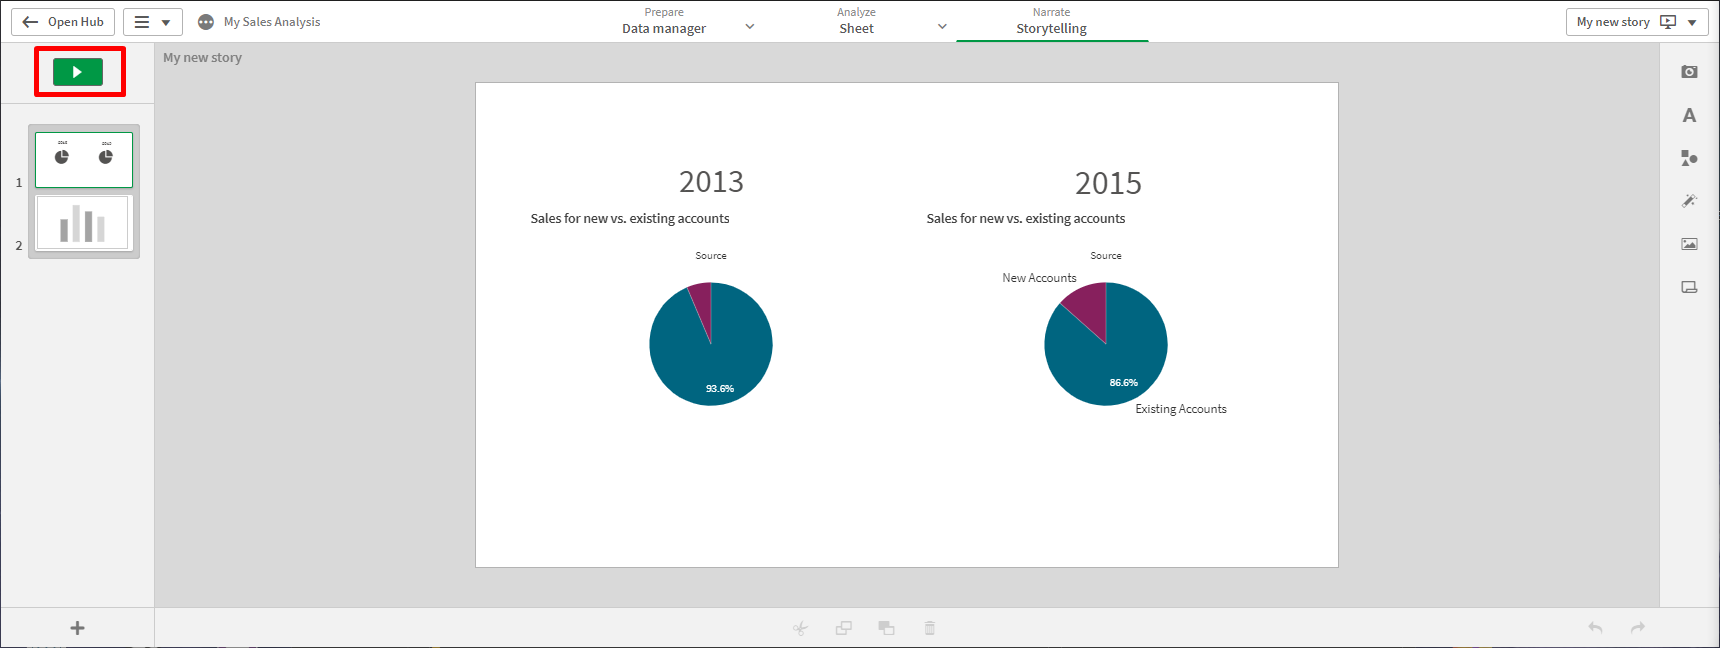 Open Hub
My Sales Analysis
Prepare
Data manager
Analyze
Sheet
Narrate
Storytelling
My new story
My new story
1
2
2013
2015
Sales for new vs. existing accounts
Sales for new vs. existing accounts
Source
Source
New Accounts
93.6%
86.6%
Existing Accounts
A